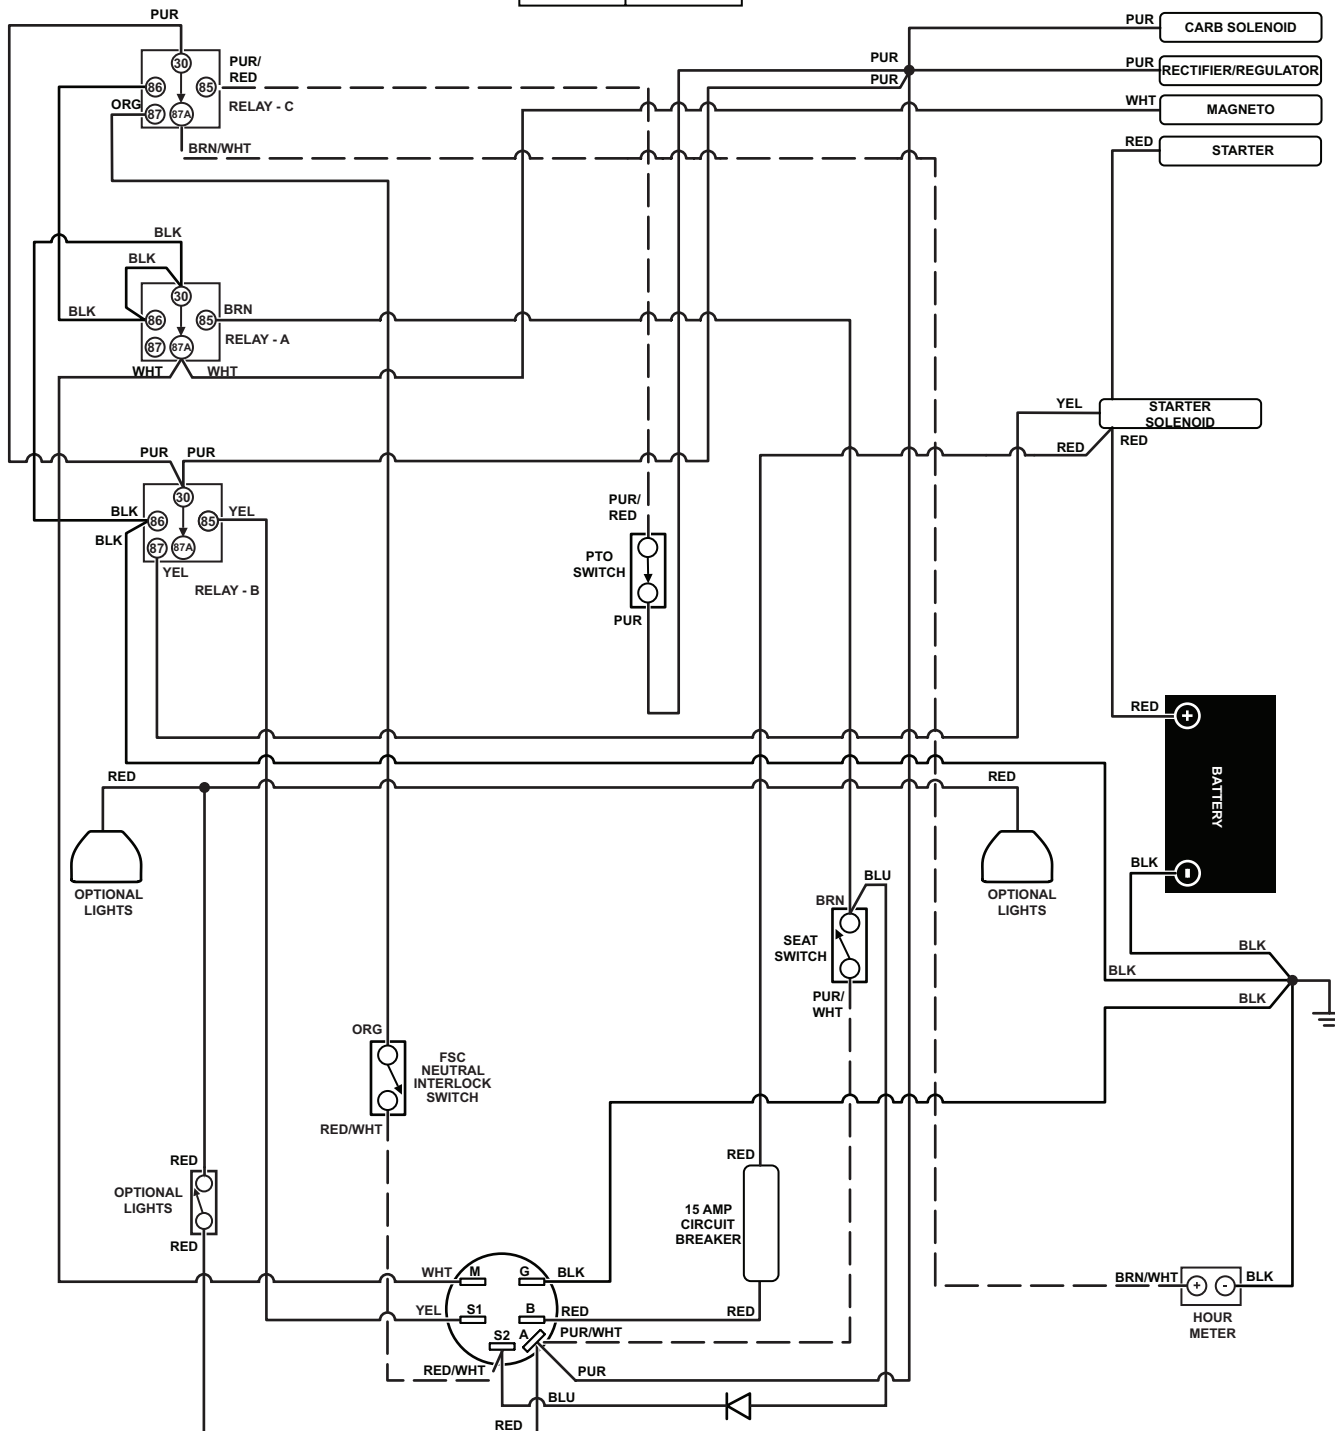 PUR
PUR
CARB SOLENOID
30
PUR/
RED
PUR
PUR
PUR
RECTIFIER/REGULATOR
86
85
ORG
87
87A
RELAY - C
WHT
MAGNETO
BRN/WHT
RED
STARTER
BLK
BLK
30
BLK
86
85
BRN
87
87A
RELAY - A
WHT
WHT
YEL
STARTER
SOLENOID
RED
RED
PUR
PUR
30
BLK
86
85
YEL
BLK
87
87A
YEL
RELAY - B
PUR/
RED
PTO
SWITCH
PUR
RED
+
BATTERY
-
BLK
RED
RED
OPTIONAL
LIGHTS
OPTIONAL
LIGHTS
BLU
BRN
SEAT
SWITCH
PUR/
WHT
BLK
BLK
BLK
ORG
FSC
NEUTRAL
INTERLOCK
SWITCH
RED/WHT
RED
OPTIONAL
LIGHTS
RED
RED
15 AMP
CIRCUIT
BREAKER
RED
WHT
M
G
BLK
YEL
S1
B
RED
S2
A
PUR/WHT
RED/WHT
PUR
BLU
RED
BRN/WHT
+
-
BLK
HOUR
METER